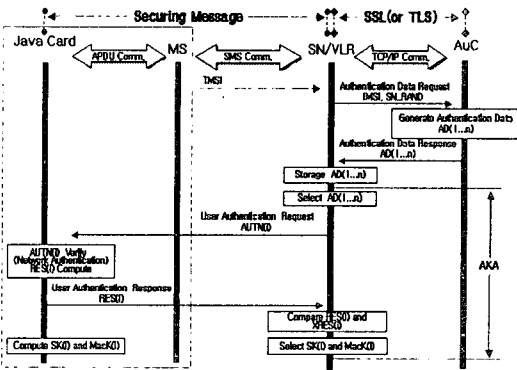 Securing Message
SSL(or TLS)
Java Card
MS
SN/VLR
AuC
APDU Comm.
SMS Comm.
TCP/IP Comm.
TMSI
Authentication Data Request
IMSI, SN_RAND
Generate Authentication Data
AD(1...n)
Authentication Data Response
AD(1...n)
Storage AD(1...n)
Select AD(1...n)
User Authentication Request
AUTN(i)
AUTN(i) Verify
(Network Authentication)
RES(i) Compute
AKA
User Authentication Response
RES(i)
Compare RES(i) and
XRES(i)
Compute SK(i) and MacK(i)
Select SK(i) and MacK(i)